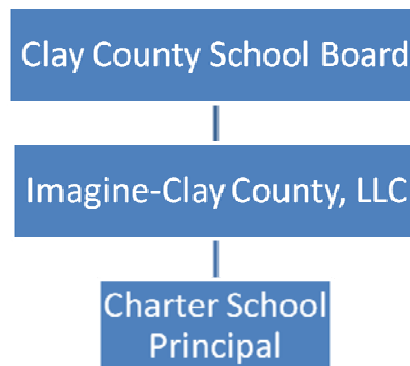 Clay County School Board
Imagine-Clay County, LLC
Charter School
Principal